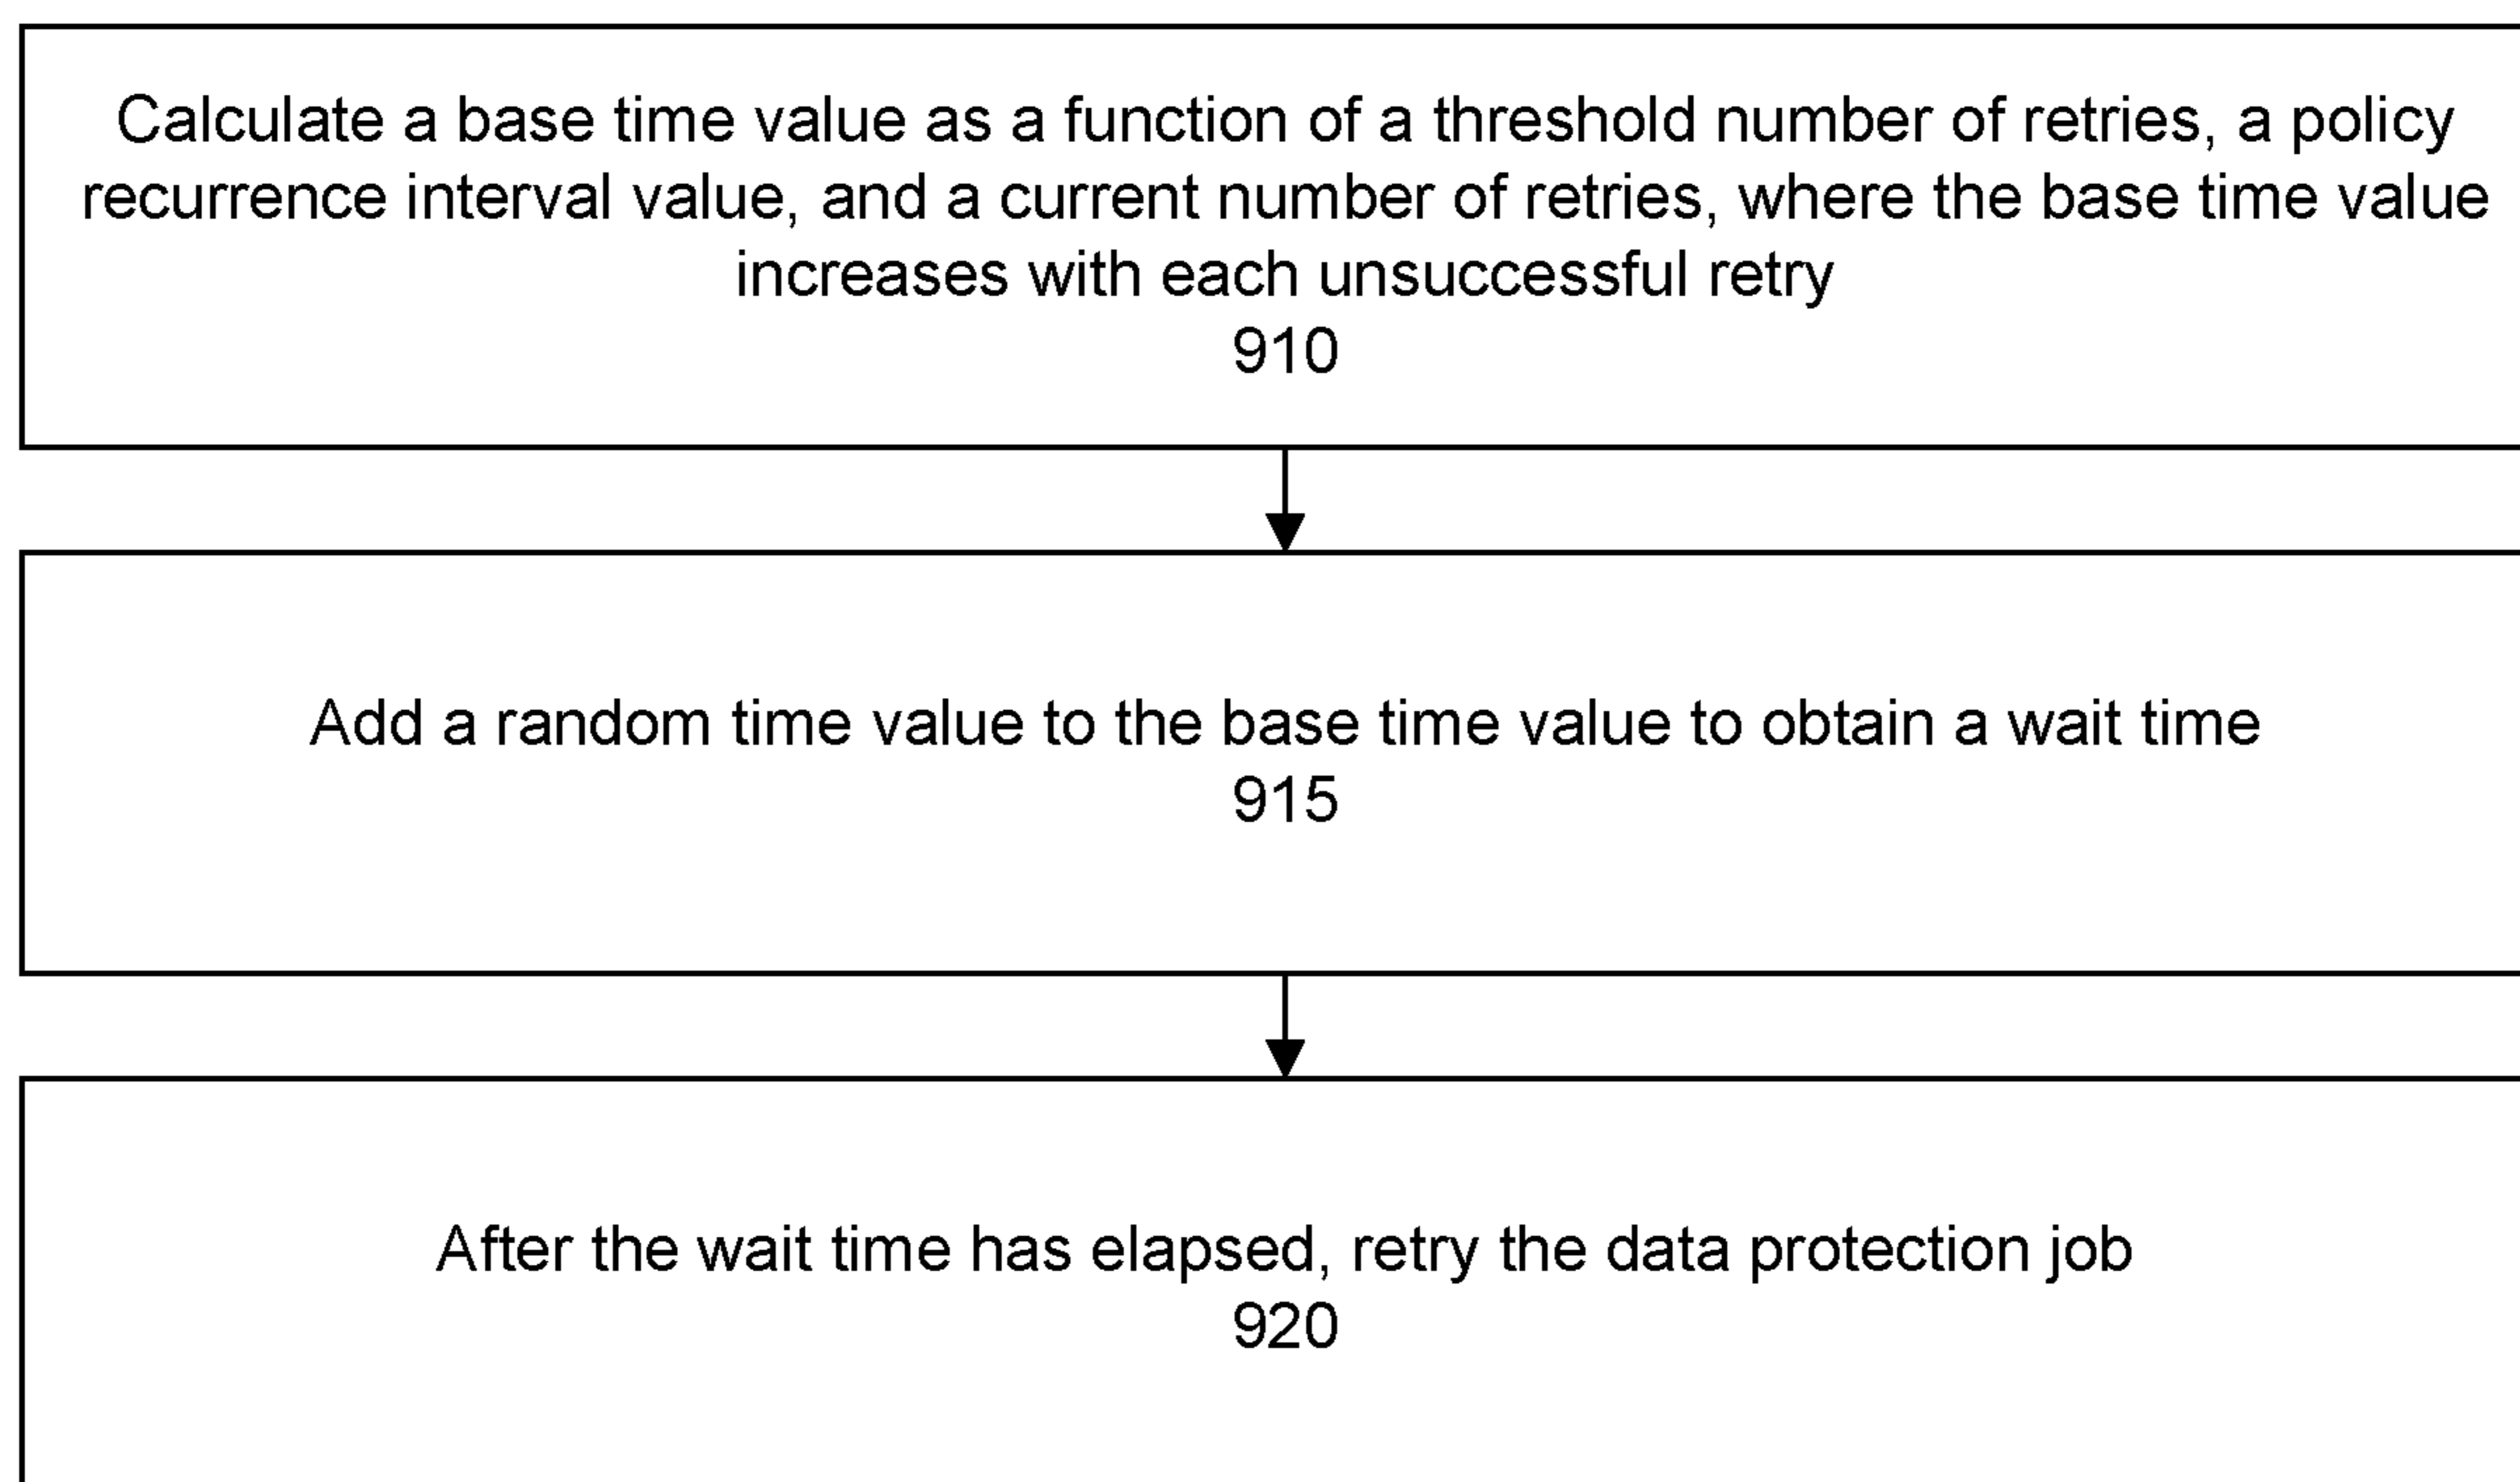 Calculate a base time value as a function of a threshold number of retries, a policy
recurrence interval value, and a current number of retries, where the base time value
increases with each unsuccessful retry
910
Add a random time value to the base time value to obtain a wait time
915
After the wait time has elapsed, retry the data protection job
920